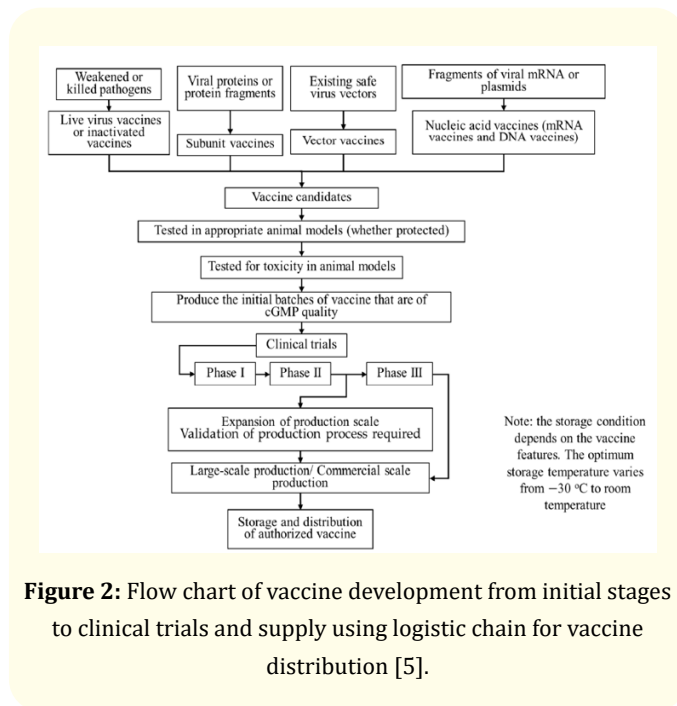 Weakened or
killed pathogens
Viral proteins or
protein fragments
Existing safe
virus vectors
Fragments of viral mRNA or
plasmids
Live virus vaccines
or inactivated
vaccines
Subunit vaccines
Vector vaccines
Nucleic acid vaccines (mRNA
vaccines and DNA vaccines)
Vaccine candidates
Tested in appropriate animal models (whether protected)
Tested for toxicity in animal models
Produce the initial batches of vaccine that are of
cGMP quality
Clinical trials
Phase I
Phase II
Phase III
Expansion of production scale
Validation of production process required
Large-scale production/ Commercial scale
production
Storage and distribution
of authorized vaccine
Note: the storage condition
depends on the vaccine
features. The optimum
storage temperature varies
from −30 °C to room
temperature
Figure 2: Flow chart of vaccine development from initial stages
to clinical trials and supply using logistic chain for vaccine
distribution [5].